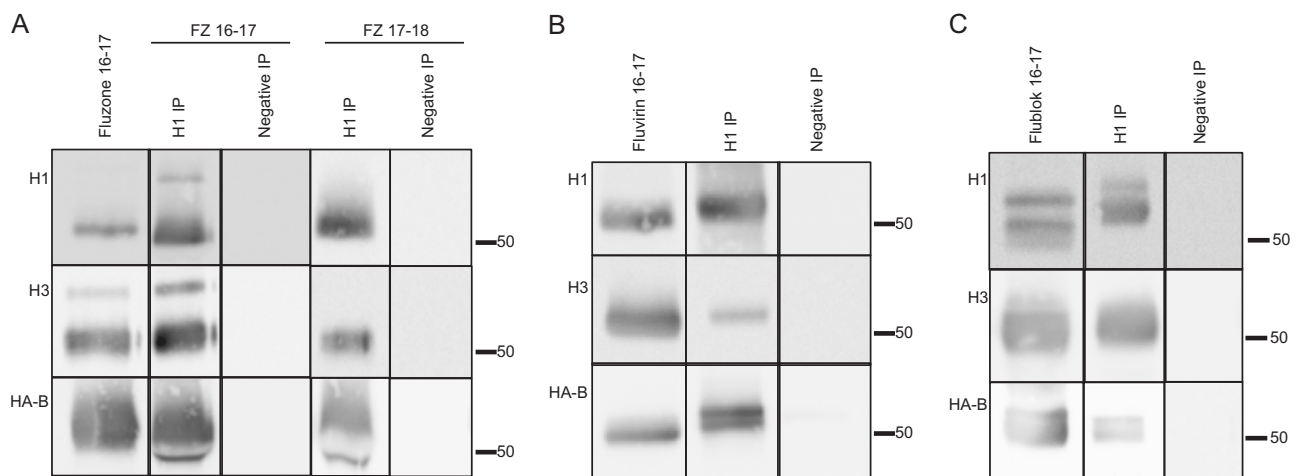 A
FZ 16-17
FZ 17-18
Fluzone 16-17
H1 IP
Negative IP
H1 IP
Negative IP
H1
50
H3
50
HA-B
50
B
Fluvirin 16-17
H1 IP
Negative IP
H1
50
H3
50
HA-B
50
C
Flublok 16-17
H1 IP
Negative IP
H1
50
H3
50
HA-B
50